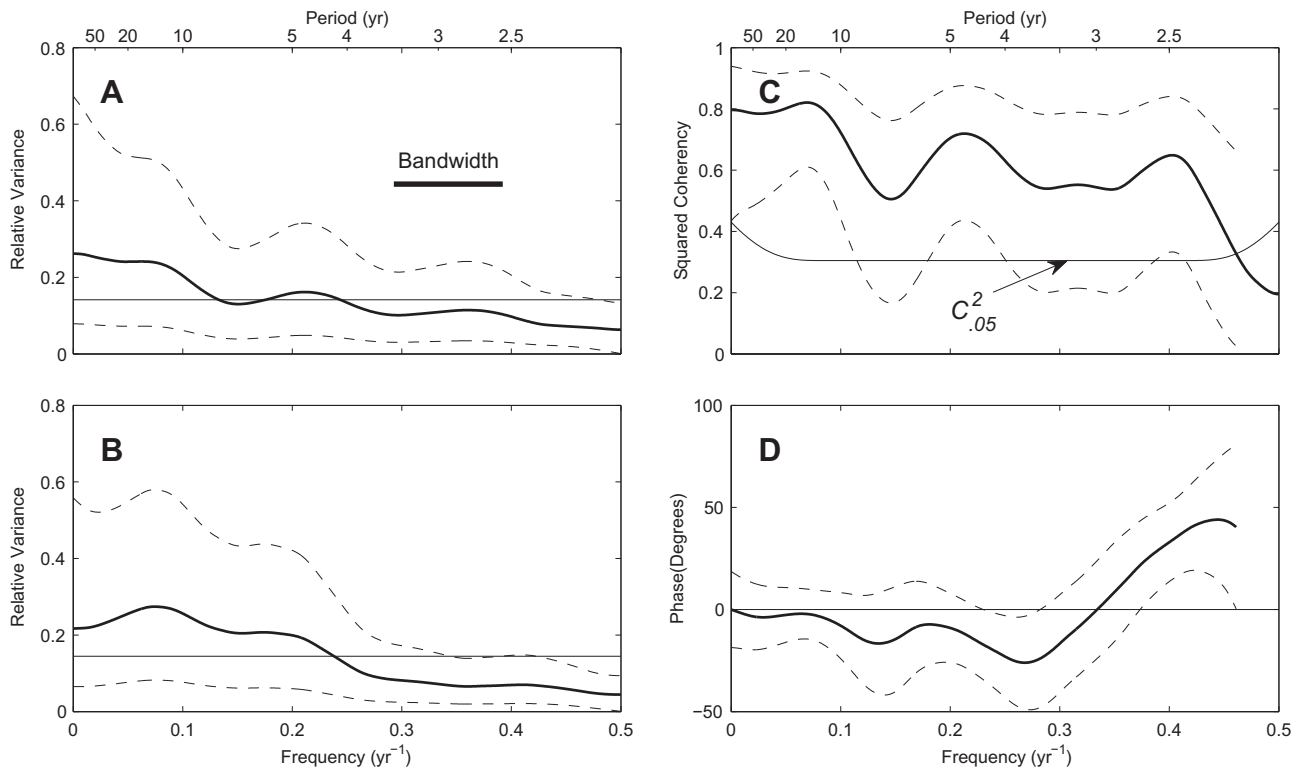 Period (yr)
50 20 10 5 4 3 2.5
0.8
0.6
0.4
0.2
0
Relative Variance
A
Bandwidth
Period (yr)
50 20 10 5 4 3 2.5
1
0.8
0.6
0.4
0.2
0
Squared Coherency
C
C².05
0.8
0.6
0.4
0.2
0
Relative Variance
B
0 0.1 0.2 0.3 0.4 0.5
Frequency (yr⁻¹)
100
50
0
−50
Phase(Degrees)
D
0 0.1 0.2 0.3 0.4 0.5
Frequency (yr⁻¹)